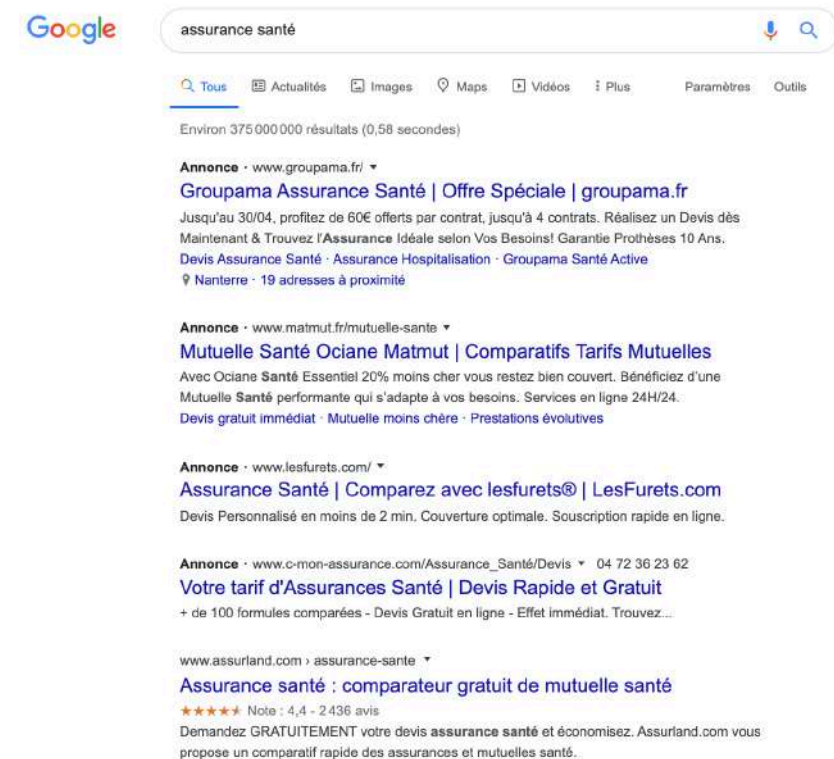 Google
assurance santé
Tous Actualités Images Maps Vidéos Plus Paramètres Outils
Environ 375 000 000 résultats (0,58 secondes)
Annonce · www.groupama.fr/
Groupama Assurance Santé | Offre Spéciale | groupama.fr
Jusqu'au 30/04, profitez de 60€ offerts par contrat, jusqu'à 4 contrats. Réalisez un Devis dès
Maintenant & Trouvez l'Assurance Idéale selon Vos Besoins! Garantie Prothèses 10 Ans.
Devis Assurance Santé · Assurance Hospitalisation · Groupama Santé Active
Nanterre · 19 adresses à proximité
Annonce · www.matmut.fr/mutuelle-sante
Mutuelle Santé Ociane Matmut | Comparatifs Tarifs Mutuelles
Avec Ociane Santé Essentiel 20% moins cher vous restez bien couvert. Bénéficiez d'une
Mutuelle Santé performante qui s'adapte à vos besoins. Services en ligne 24H/24.
Devis gratuit immédiat · Mutuelle moins chère · Prestations évolutives
Annonce · www.lesfurets.com/
Assurance Santé | Comparez avec lesfurets® | LesFurets.com
Devis Personnalisé en moins de 2 min. Couverture optimale. Souscription rapide en ligne.
Annonce · www.c-mon-assurance.com/Assurance_Santé/Devis 04 72 36 23 62
Votre tarif d'Assurances Santé | Devis Rapide et Gratuit
+ de 100 formules comparées - Devis Gratuit en ligne - Effet immédiat. Trouvez...
www.assurland.com › assurance-sante
Assurance santé : comparateur gratuit de mutuelle santé
Note : 4,4 - 2 436 avis
Demandez GRATUITEMENT votre devis assurance santé et économisez. Assurland.com vous
propose un comparatif rapide des assurances et mutuelles santé.